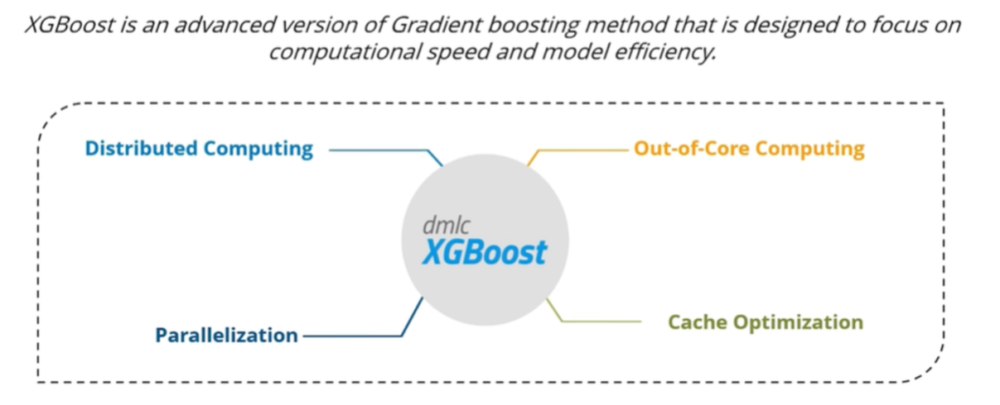 XGBoost is an advanced version of Gradient boosting method that is designed to focus on
computational speed and model efficiency.
Distributed Computing
Out-of-Core Computing
dmlc
XGBoost
Parallelization
Cache Optimization